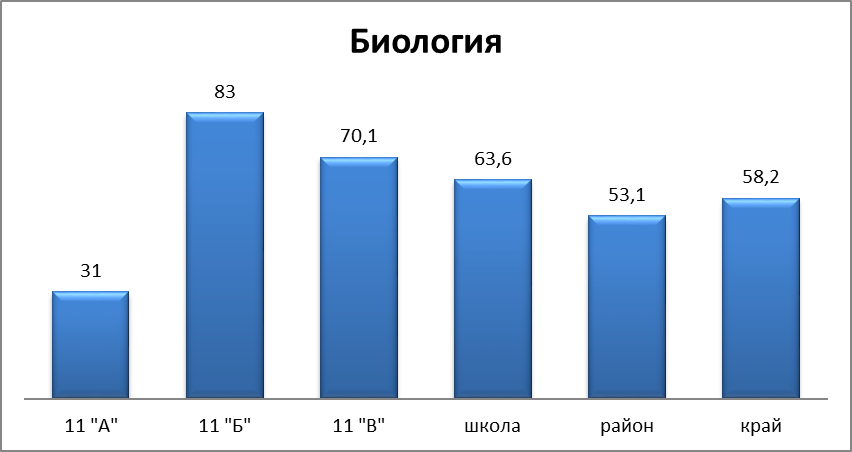 Биология
31
83
70,1
63,6
53,1
58,2
11 "А"
11 "Б"
11 "В"
школа
район
край